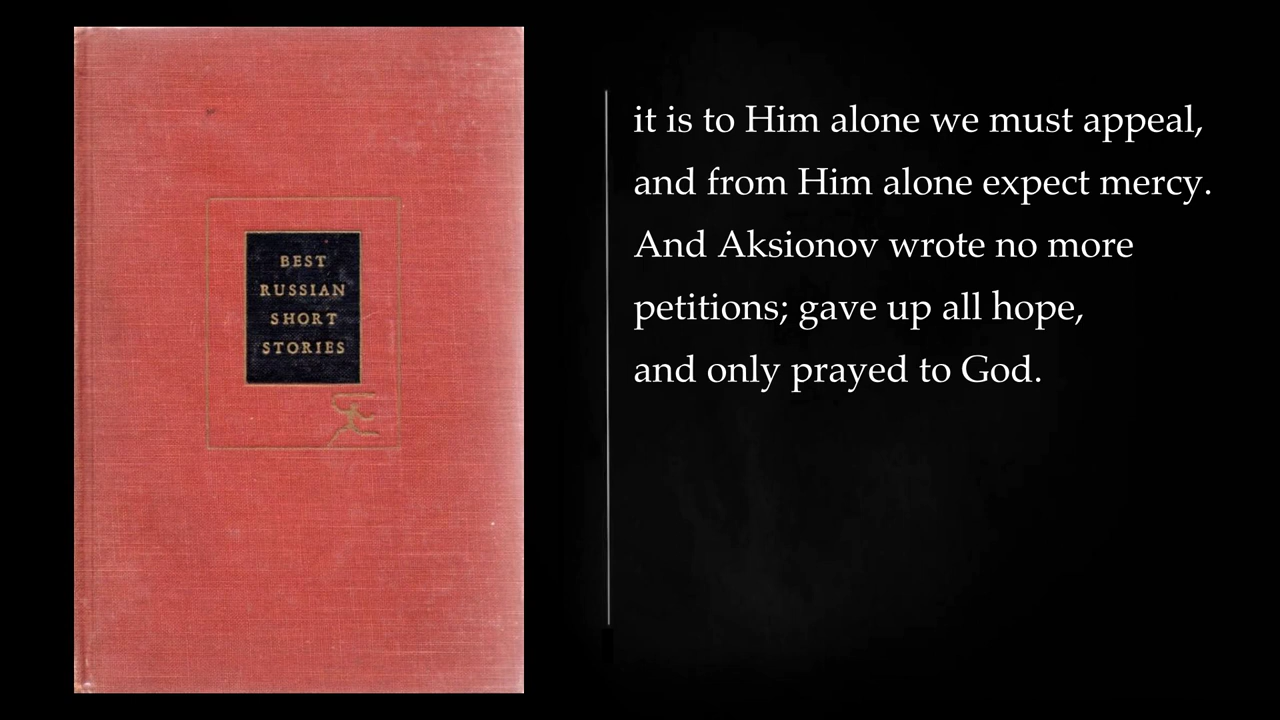 BEST
RUSSIAN
SHORT
STORIES
it is to Him alone we must appeal,
and from Him alone expect mercy.
And Aksionov wrote no more
petitions; gave up all hope,
and only prayed to God.